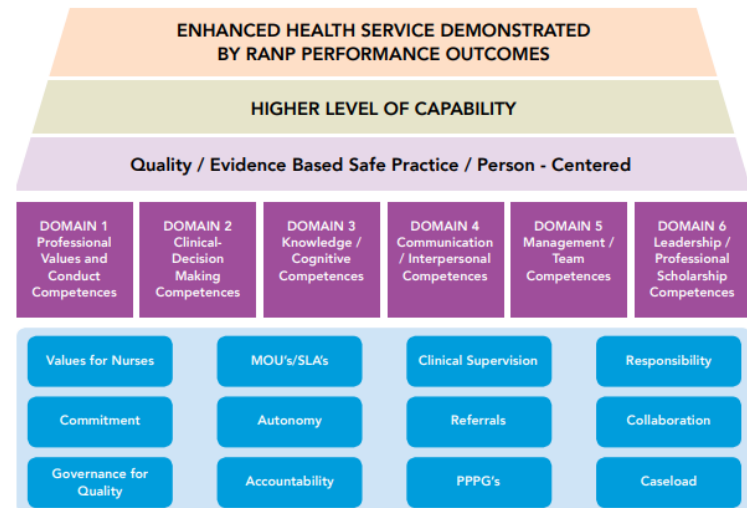 ENHANCED HEALTH SERVICE DEMONSTRATED
BY RANP PERFORMANCE OUTCOMES
HIGHER LEVEL OF CAPABILITY
Quality / Evidence Based Safe Practice / Person - Centered
DOMAIN 1
Professional
Values and
Conduct
Competences
DOMAIN 2
Clinical-
Decision
Making
Competences
DOMAIN 3
Knowledge /
Cognitive
Competences
DOMAIN 4
Communication
/ Interpersonal
Competences
DOMAIN 5
Management /
Team
Competences
DOMAIN 6
Leadership /
Professional
Scholarship
Competences
Values for Nurses
MOU's/SLA's
Clinical Supervision
Responsibility
Commitment
Autonomy
Referrals
Collaboration
Governance for
Quality
Accountability
PPPG's
Caseload